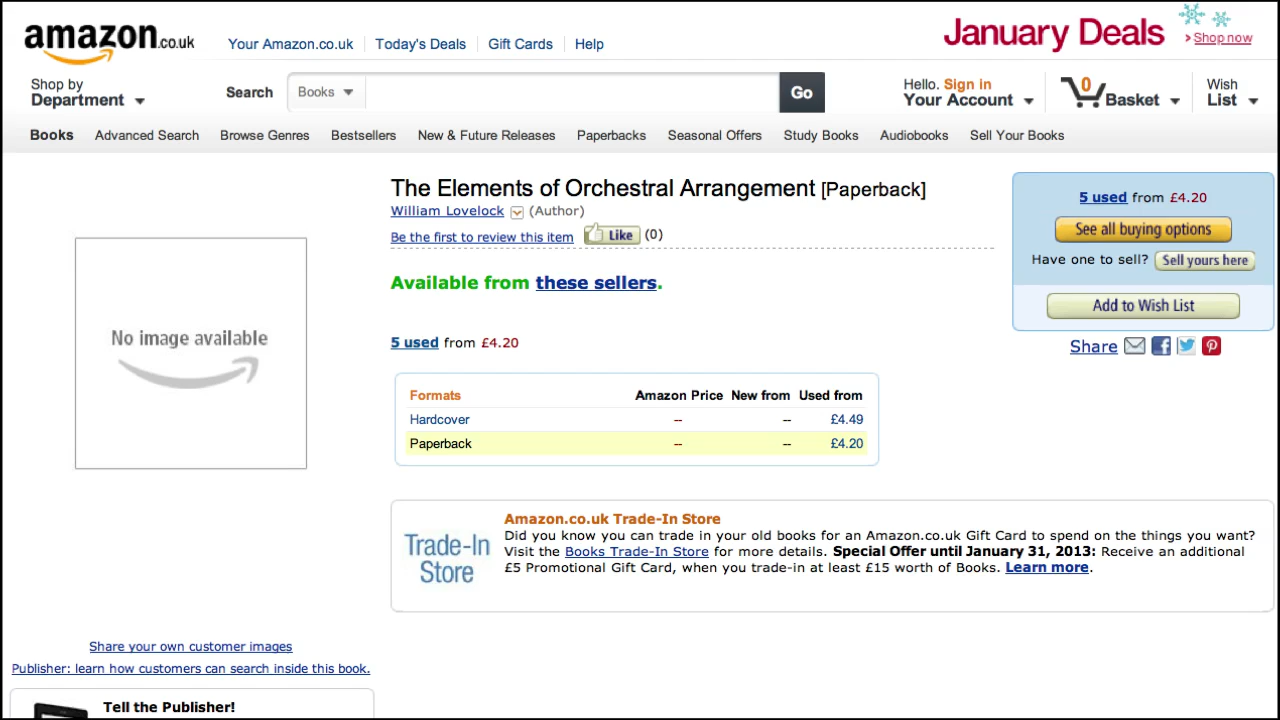 amazon.co.uk
Your Amazon.co.uk Today's Deals Gift Cards Help
January Deals
Shop now
Shop by
Department
Search Books Go
Hello. Sign in
Your Account
0 Basket
Wish
List
Books Advanced Search Browse Genres Bestsellers New & Future Releases Paperbacks Seasonal Offers Study Books Audiobooks Sell Your Books
No image available
The Elements of Orchestral Arrangement [Paperback]
William Lovelock (Author)
Be the first to review this item Like (0)
Available from these sellers.
5 used from £4.20
Formats Amazon Price New from Used from
Hardcover -- -- £4.49
Paperback -- -- £4.20
5 used from £4.20
See all buying options
Have one to sell? Sell yours here
Add to Wish List
Share
Trade-In
Store
Amazon.co.uk Trade-In Store
Did you know you can trade in your old books for an Amazon.co.uk Gift Card to spend on the things you want?
Visit the Books Trade-In Store for more details. Special Offer until January 31, 2013: Receive an additional
£5 Promotional Gift Card, when you trade-in at least £15 worth of Books. Learn more.
Share your own customer images
Publisher: learn how customers can search inside this book.
Tell the Publisher!